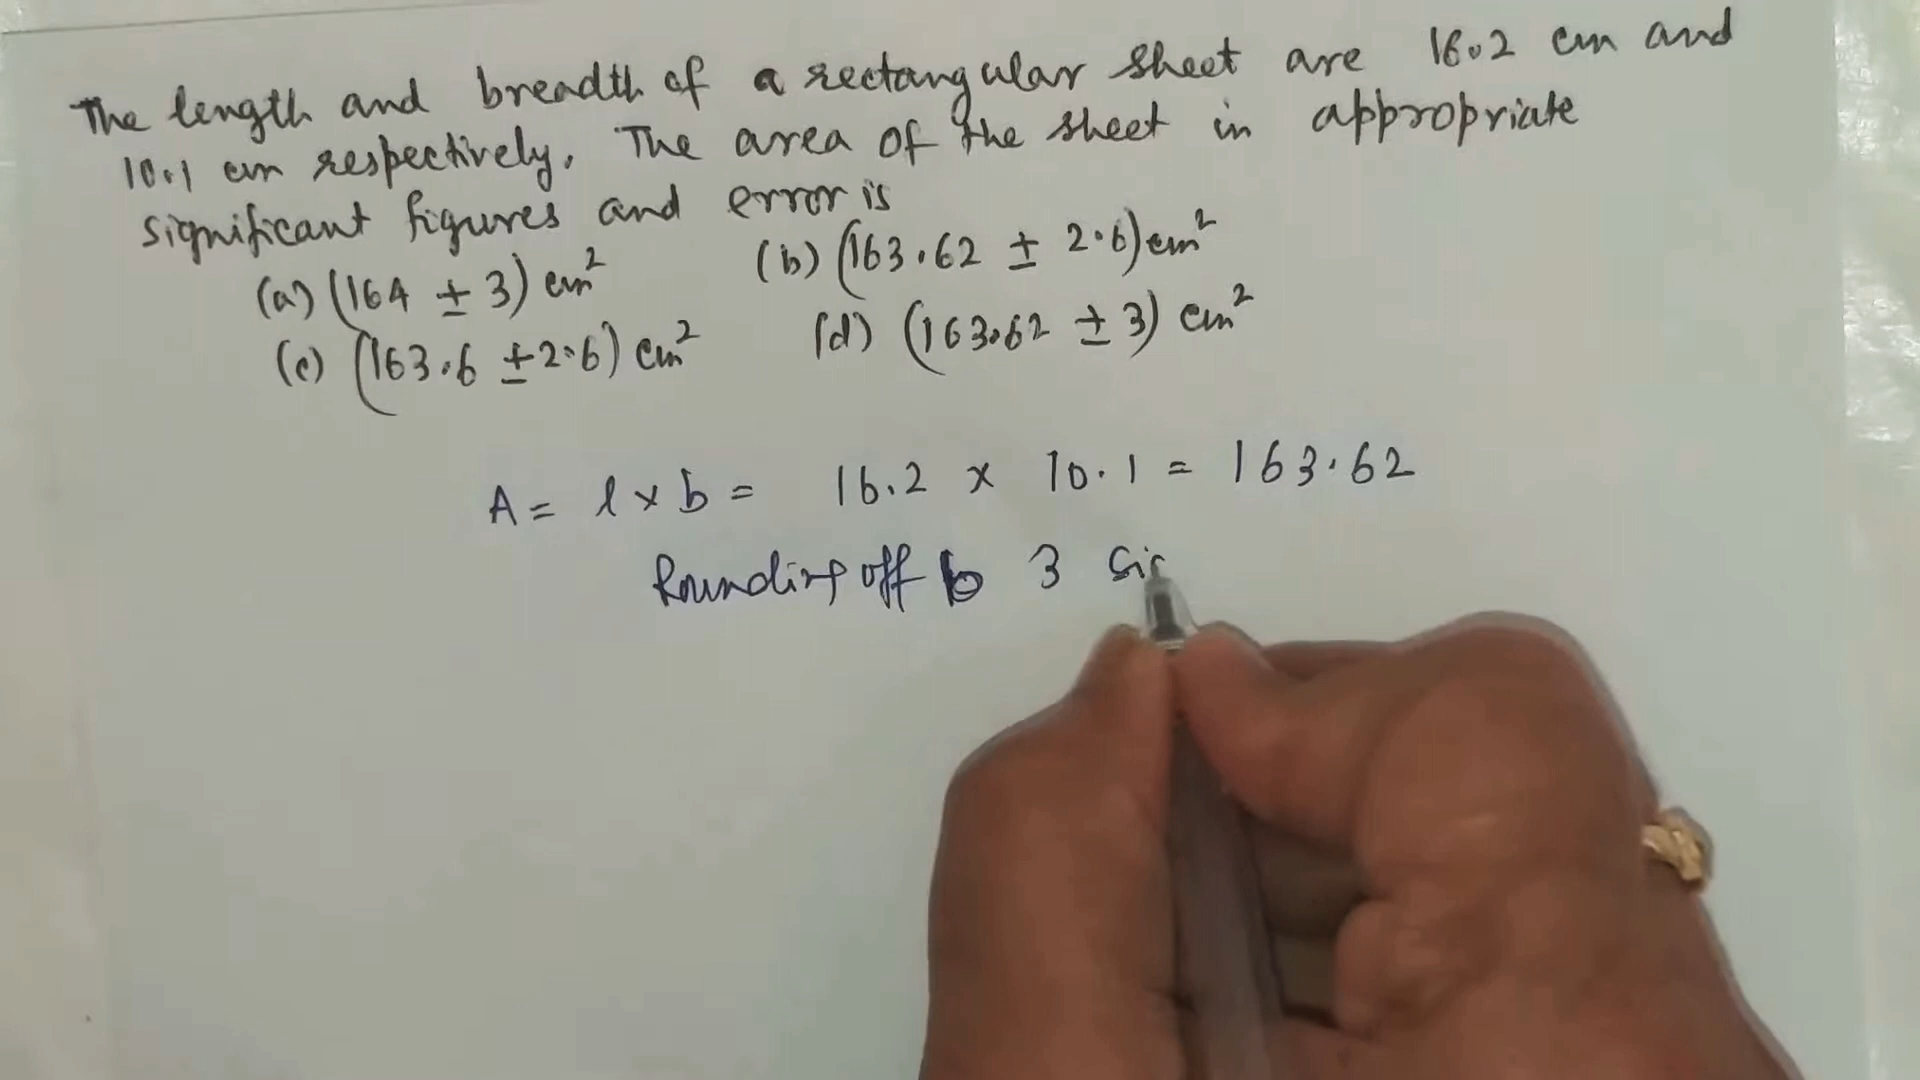 The length and breadth of a rectangular sheet are 16.2 cm and
10.1 cm respectively. The area of the sheet in appropriate
significant figures and error is
(a) (164 ± 3) cm² (b) (163.62 ± 2.6) cm²
(c) (163.6 ± 2.6) cm² (d) (163.62 ± 3) cm²
A = l × b = 16.2 × 10.1 = 163.62
Rounding off to 3 sig